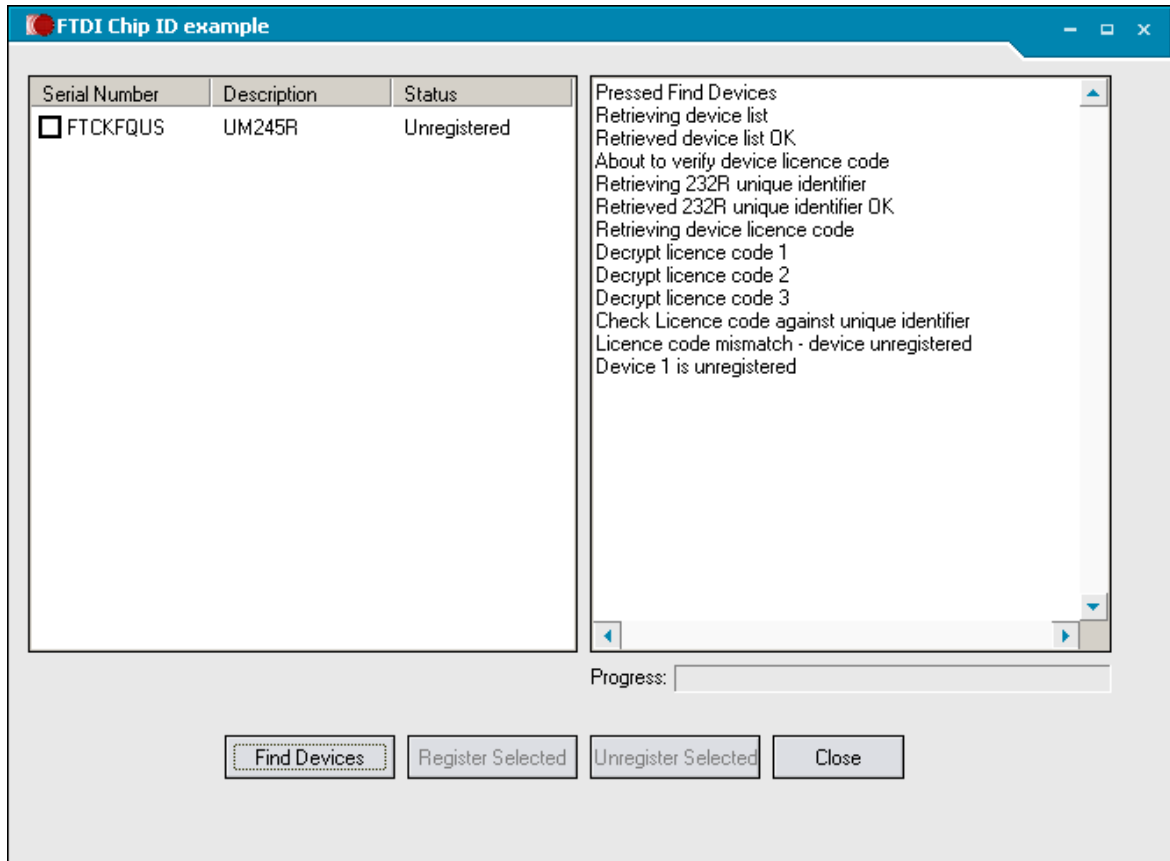 FTDI Chip ID example
Serial Number Description Status
FTCKFQUS UM245R Unregistered
Pressed Find Devices
Retrieving device list
Retrieved device list OK
About to verify device licence code
Retrieving 232R unique identifier
Retrieved 232R unique identifier OK
Retrieving device licence code
Decrypt licence code 1
Decrypt licence code 2
Decrypt licence code 3
Check Licence code against unique identifier
Licence code mismatch - device unregistered
Device 1 is unregistered
Progress:
Find Devices Register Selected Unregister Selected Close